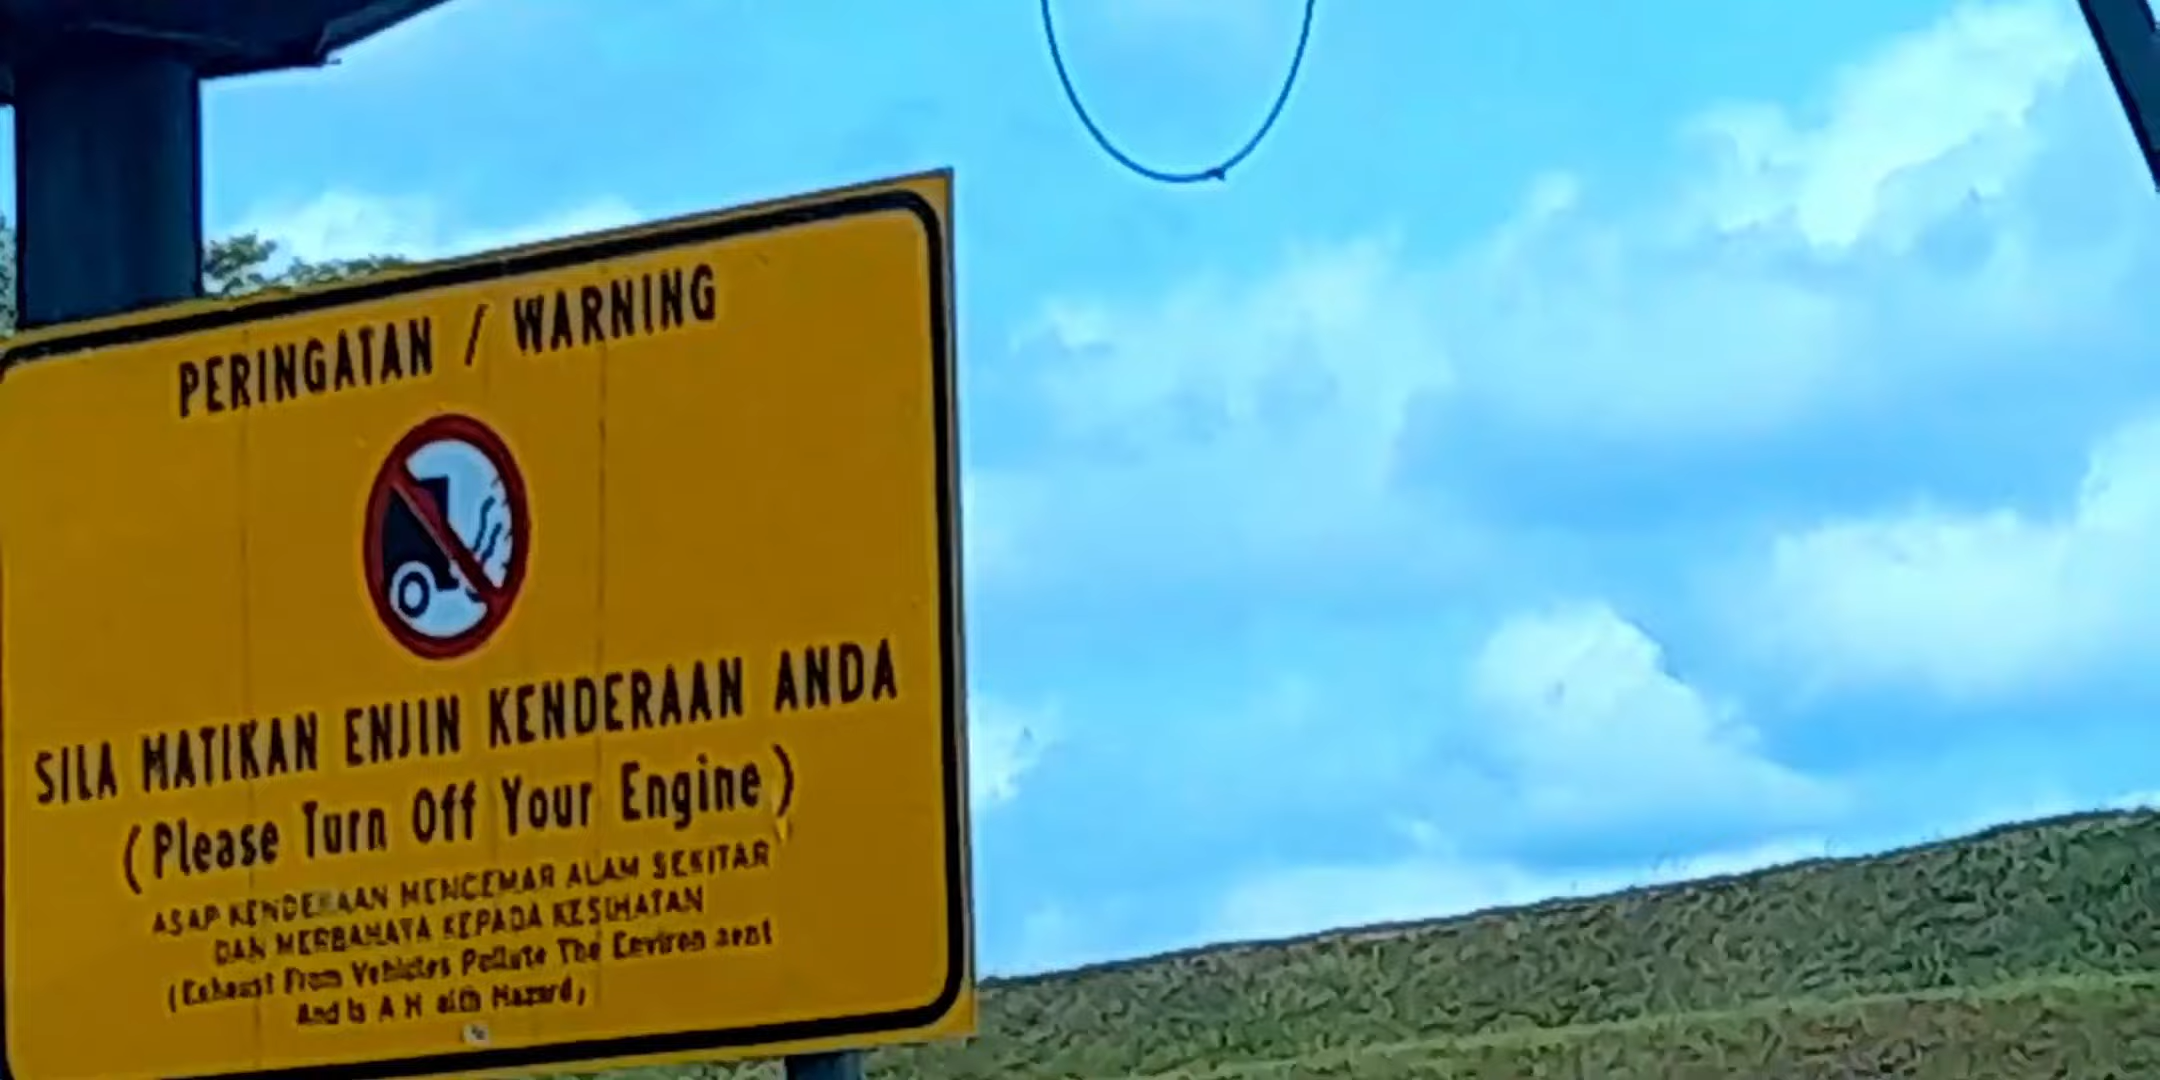 PERINGATAN / WARNING
SILA MATIKAN ENJIN KENDERAAN ANDA
(Please Turn Off Your Engine)
ASAP KENDERAAN MENCEMAR ALAM SEKITAR
DAN MERBAHAYA KEPADA KESIHATAN
(Exhaust From Vehicles Pollute The Environment
And Is A Health Hazard)